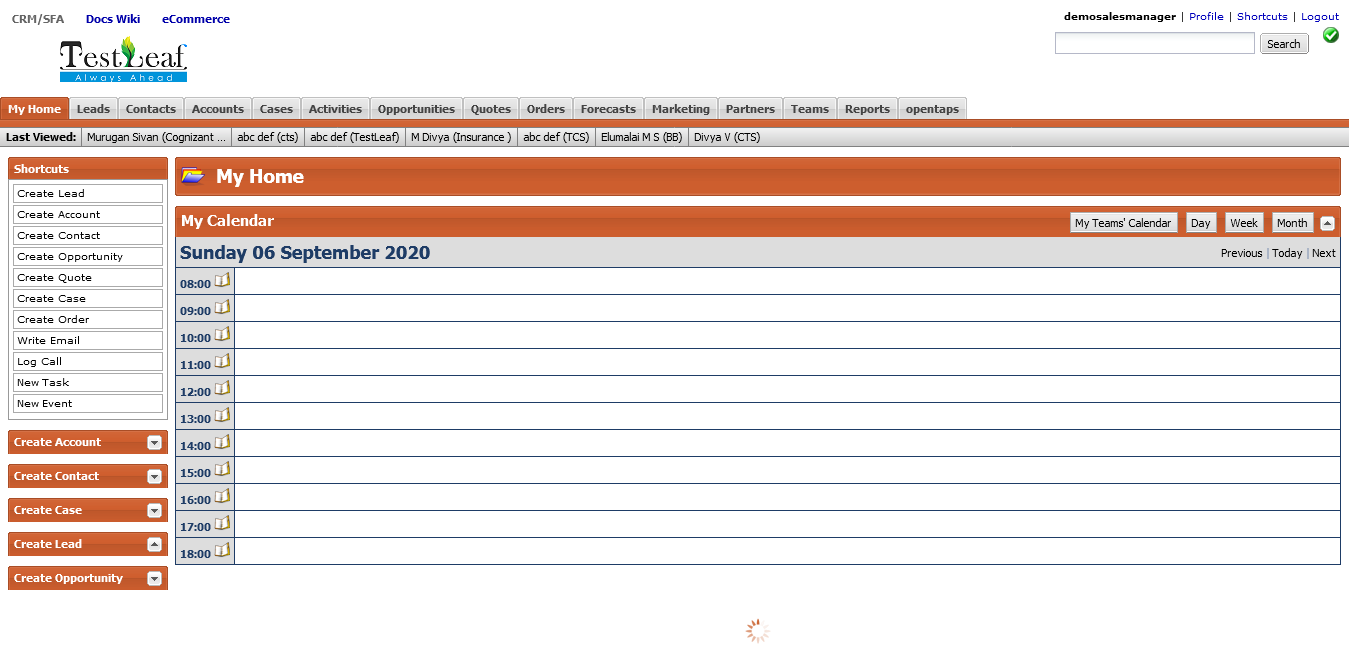 CRM/SFA Docs Wiki eCommerce
demosalesmanager | Profile | Shortcuts | Logout
TestLeaf
Always Ahead
Search
My Home Leads Contacts Accounts Cases Activities Opportunities Quotes Orders Forecasts Marketing Partners Teams Reports opentaps
Last Viewed: Murugan Sivan (Cognizant ... abc def (cts) abc def (TestLeaf) M Divya (Insurance ) abc def (TCS) Elumalai M S (BB) Divya V (CTS)
Shortcuts
Create Lead
Create Account
Create Contact
Create Opportunity
Create Quote
Create Case
Create Order
Write Email
Log Call
New Task
New Event
Create Account
Create Contact
Create Case
Create Lead
Create Opportunity
My Home
My Calendar My Teams' Calendar Day Week Month
Sunday 06 September 2020 Previous | Today | Next
08:00
09:00
10:00
11:00
12:00
13:00
14:00
15:00
16:00
17:00
18:00